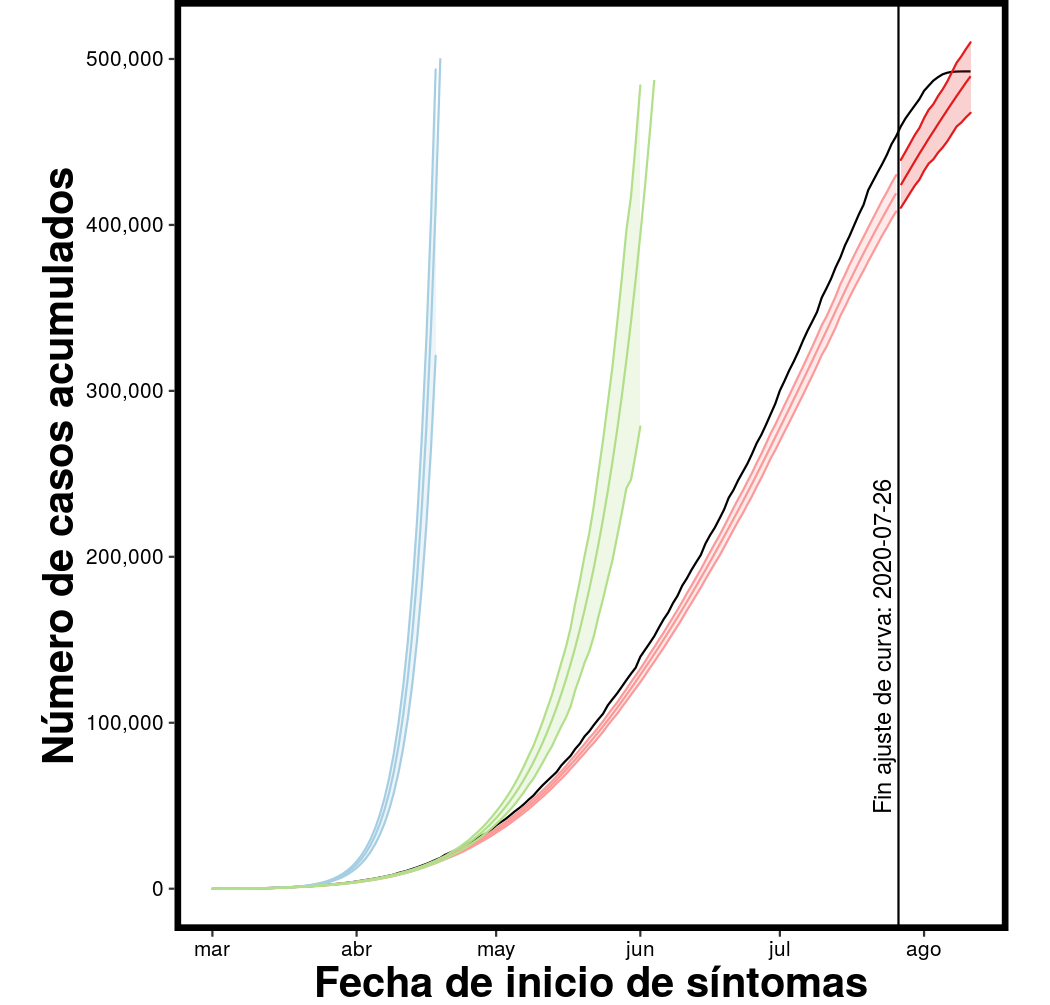 Número de casos acumulados
500,000
400,000
300,000
200,000
100,000
0
Fin ajuste de curva: 2020-07-26
mar abr may jun jul ago
Fecha de inicio de síntomas